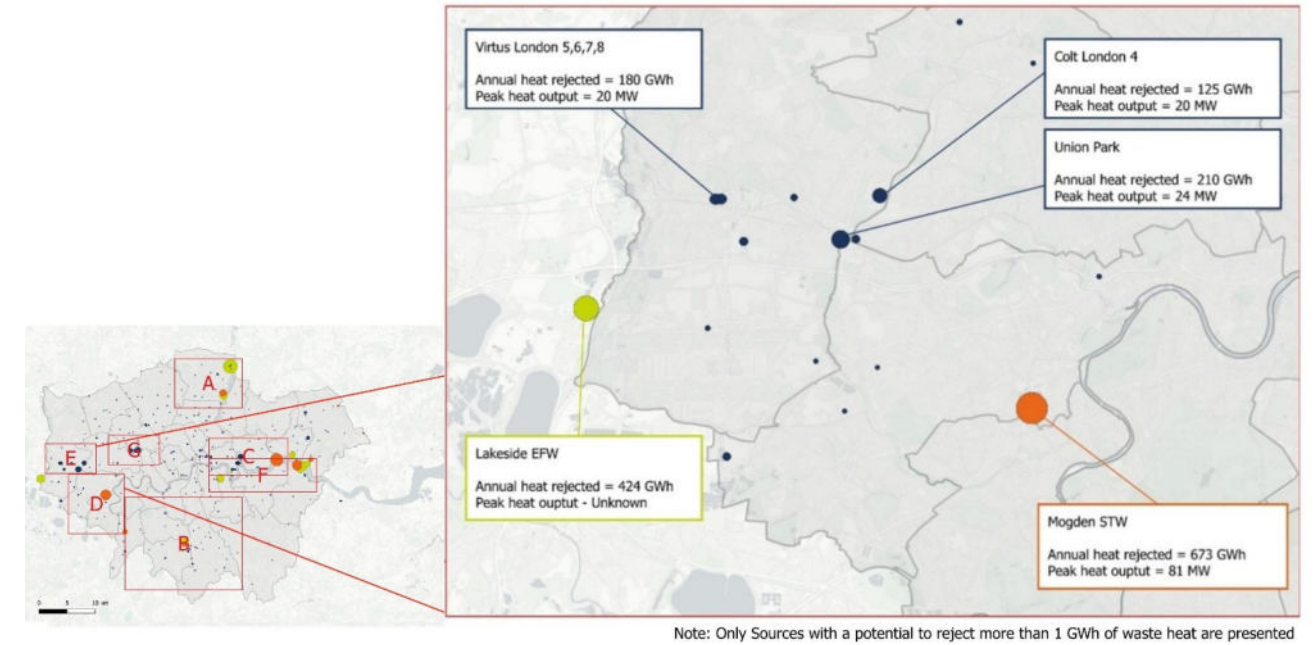 Virtus London 5,6,7,8
Annual heat rejected = 180 GWh
Peak heat output = 20 MW
Colt London 4
Annual heat rejected = 125 GWh
Peak heat output = 20 MW
Union Park
Annual heat rejected = 210 GWh
Peak heat output = 24 MW
Lakeside EFW
Annual heat rejected = 424 GWh
Peak heat ouptut - Unknown
Mogden STW
Annual heat rejected = 673 GWh
Peak heat ouptut = 81 MW
A
G
E
C
F
D
B
0 5 10 km
Note: Only Sources with a potential to reject more than 1 GWh of waste heat are presented